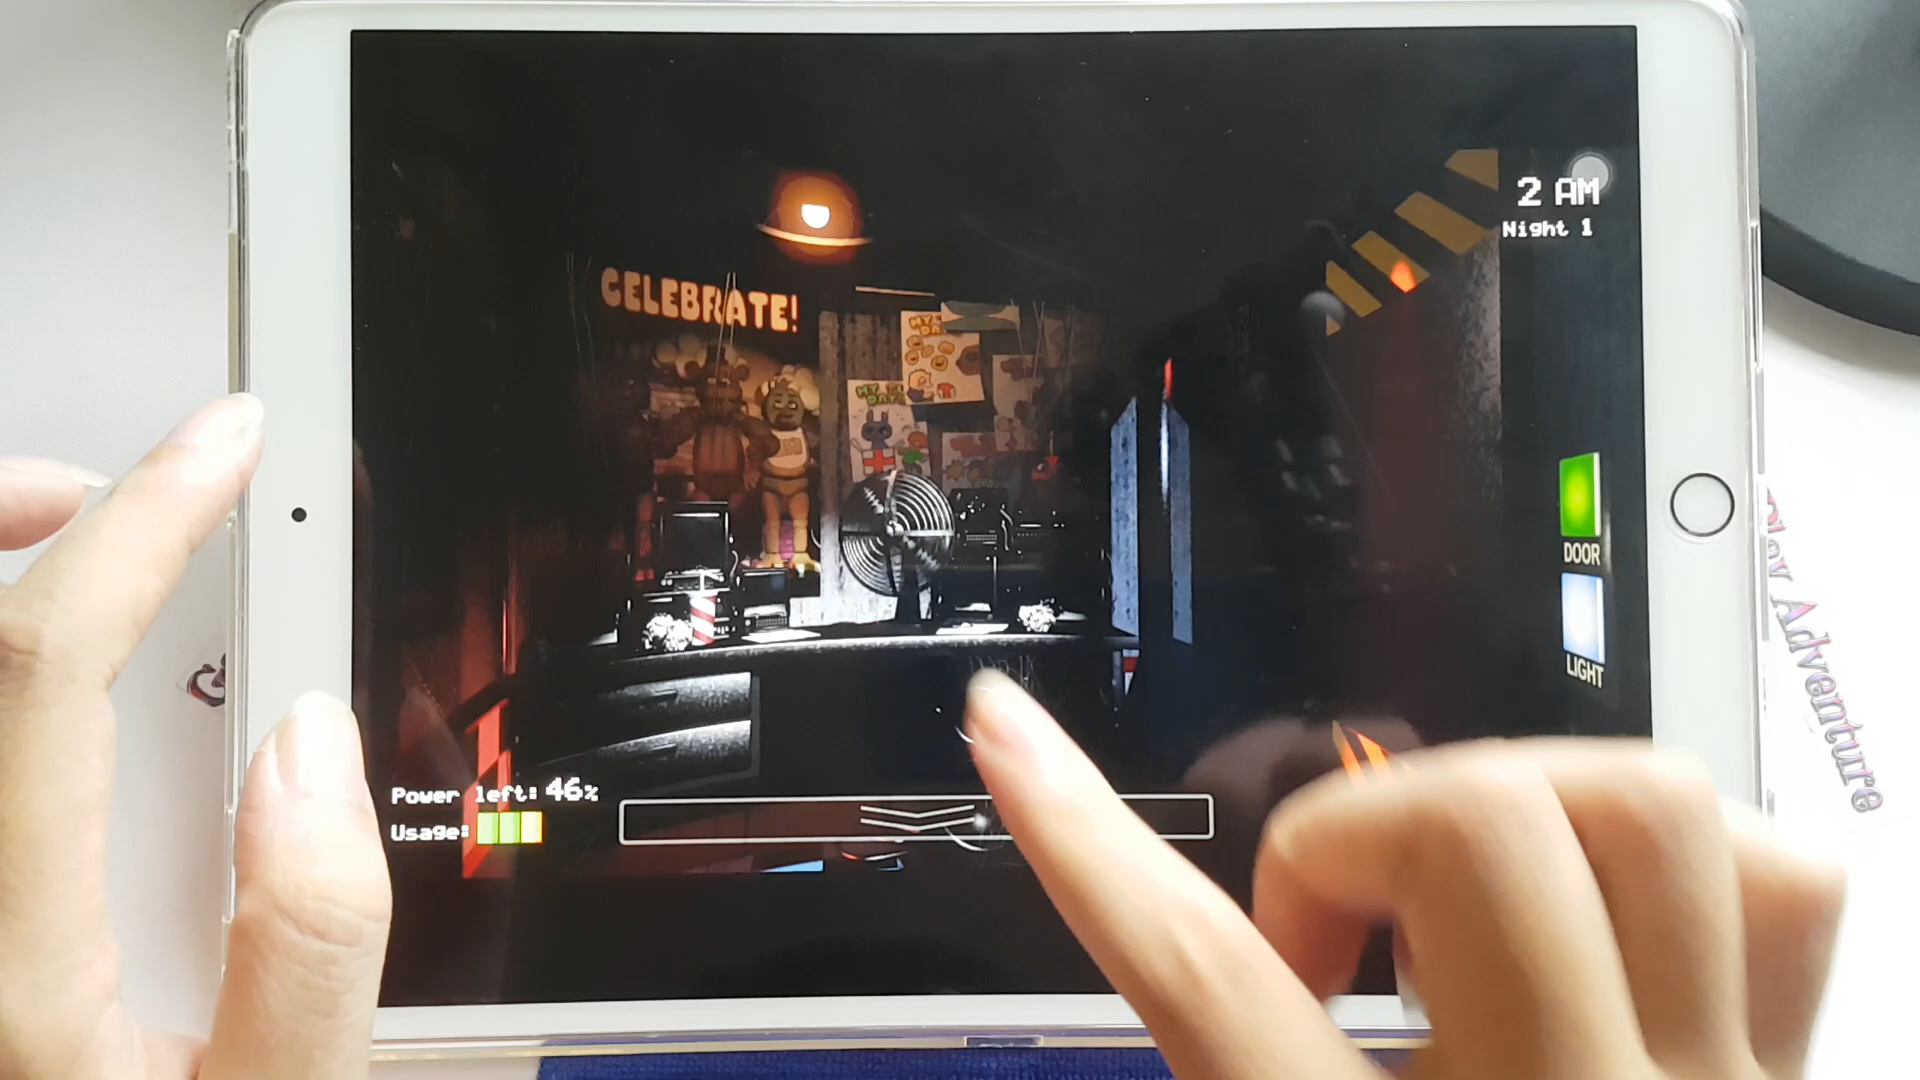 2 AM
Night 1
CELEBRATE!
DOOR
LIGHT
Power left: 46%
Usage:
Adventure